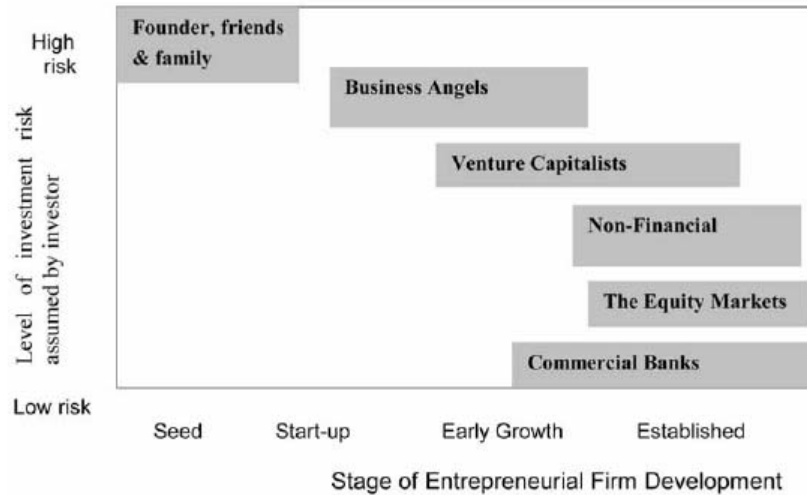 High
risk
Founder, friends
& family
Business Angels
Venture Capitalists
Non-Financial
The Equity Markets
Commercial Banks
Level of investment risk
assumed by investor
Low risk
Seed
Start-up
Early Growth
Established
Stage of Entrepreneurial Firm Development